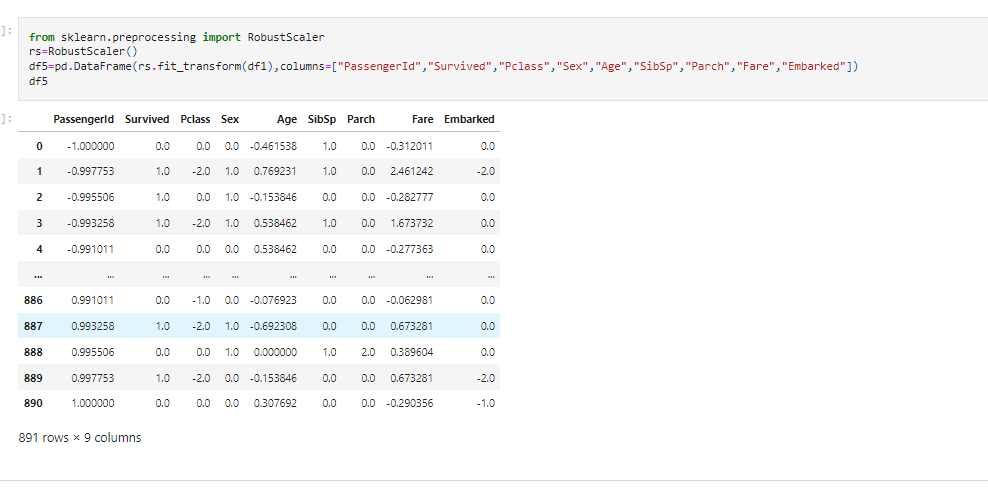 ]:
from sklearn.preprocessing import RobustScaler
rs=RobustScaler()
df5=pd.DataFrame(rs.fit_transform(df1),columns=["PassengerId","Survived","Pclass","Sex","Age","SibSp","Parch","Fare","Embarked"])
df5
]:
PassengerId Survived Pclass Sex Age SibSp Parch Fare Embarked
0 -1.000000 0.0 0.0 0.0 -0.461538 1.0 0.0 -0.312011 0.0
1 -0.997753 1.0 -2.0 1.0 0.769231 1.0 0.0 2.461242 -2.0
2 -0.995506 1.0 0.0 1.0 -0.153846 0.0 0.0 -0.282777 0.0
3 -0.993258 1.0 -2.0 1.0 0.538462 1.0 0.0 1.673732 0.0
4 -0.991011 0.0 0.0 0.0 0.538462 0.0 0.0 -0.277363 0.0
... ... ... ... ... ... ... ... ... ...
886 0.991011 0.0 -1.0 0.0 -0.076923 0.0 0.0 -0.062981 0.0
887 0.993258 1.0 -2.0 1.0 -0.692308 0.0 0.0 0.673281 0.0
888 0.995506 0.0 0.0 1.0 0.000000 1.0 2.0 0.389604 0.0
889 0.997753 1.0 -2.0 0.0 -0.153846 0.0 0.0 0.673281 -2.0
890 1.000000 0.0 0.0 0.0 0.307692 0.0 0.0 -0.290356 -1.0
891 rows × 9 columns